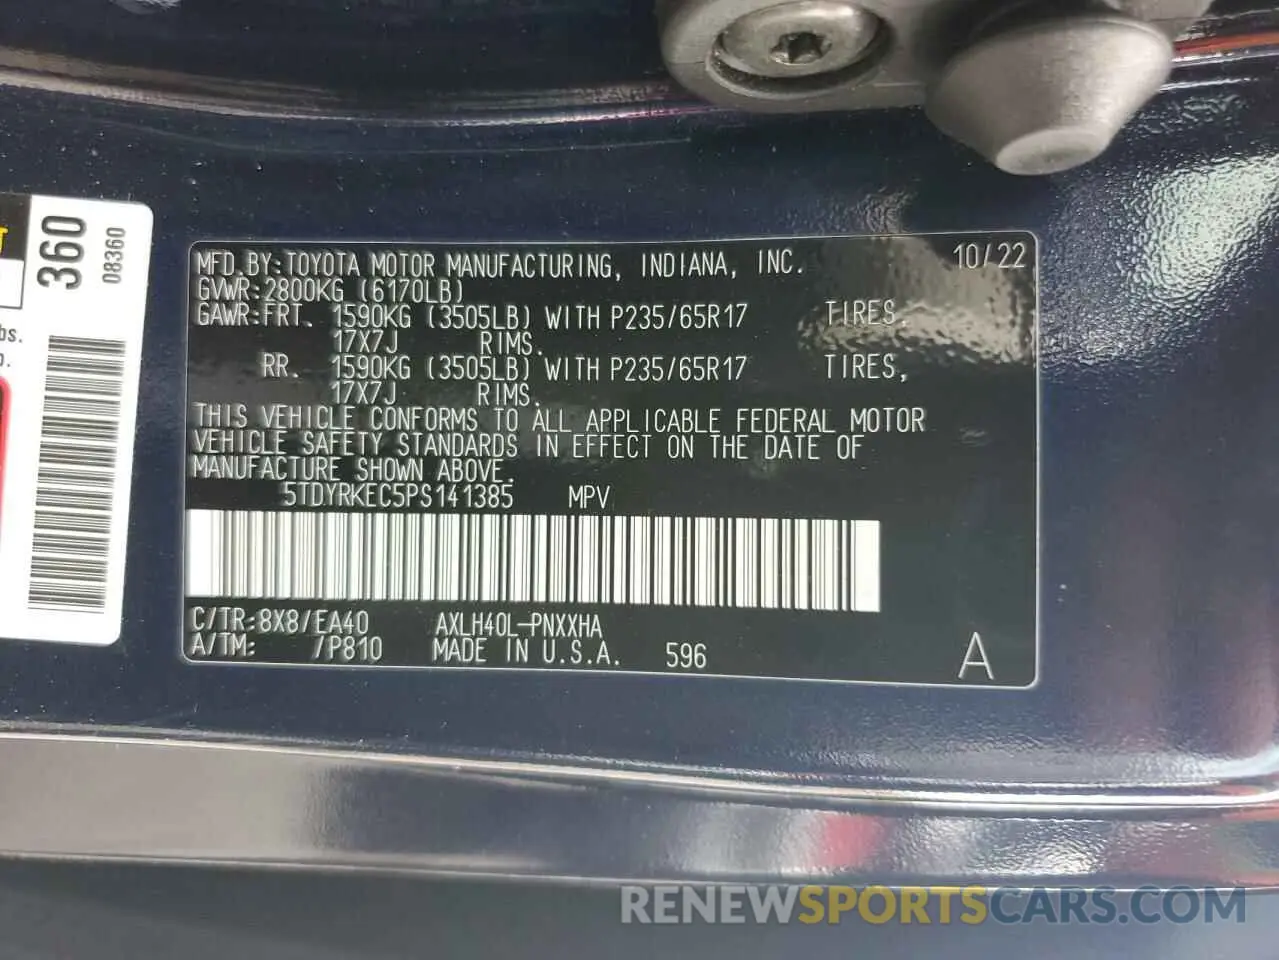 MFD.BY:TOYOTA MOTOR MANUFACTURING, INDIANA, INC. 10/22
GVWR:2800KG (6170LB)
GAWR:FRT. 1590KG (3505LB) WITH P235/65R17 TIRES,
17X7J RIMS.
RR. 1590KG (3505LB) WITH P235/65R17 TIRES,
17X7J RIMS.
THIS VEHICLE CONFORMS TO ALL APPLICABLE FEDERAL MOTOR
VEHICLE SAFETY STANDARDS IN EFFECT ON THE DATE OF
MANUFACTURE SHOWN ABOVE.
5TDYRKEC5PS141385 MPV
C/TR:8X8/EA40 AXLH40L-PNXXHA
A/TM: /P810 MADE IN U.S.A. 596
A
360
08360
RENEWSPORTSCARS.COM